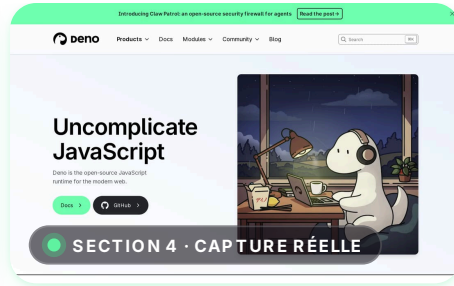 Introducing Claw Patrol: an open-source security firewall for agents Read the post
DENO Products Docs Modules Community Blog Search
Uncomplicate
JavaScript
Deno is the open-source JavaScript
runtime for the modern web.
Docs GitHub
SECTION 4 · CAPTURE RÉELLE